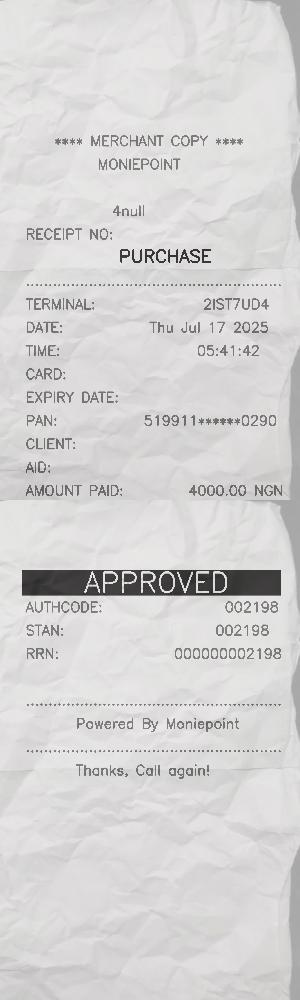 **** MERCHANT COPY ****
MONIEPOINT
4null
RECEIPT NO:
PURCHASE
TERMINAL: 2IST7UD4
DATE: Thu Jul 17 2025
TIME: 05:41:42
CARD:
EXPIRY DATE:
PAN: 519911******0290
CLIENT:
AID:
AMOUNT PAID: 4000.00 NGN
APPROVED
AUTHCODE: 002198
STAN: 002198
RRN: 000000002198
Powered By Moniepoint
Thanks, Call again!